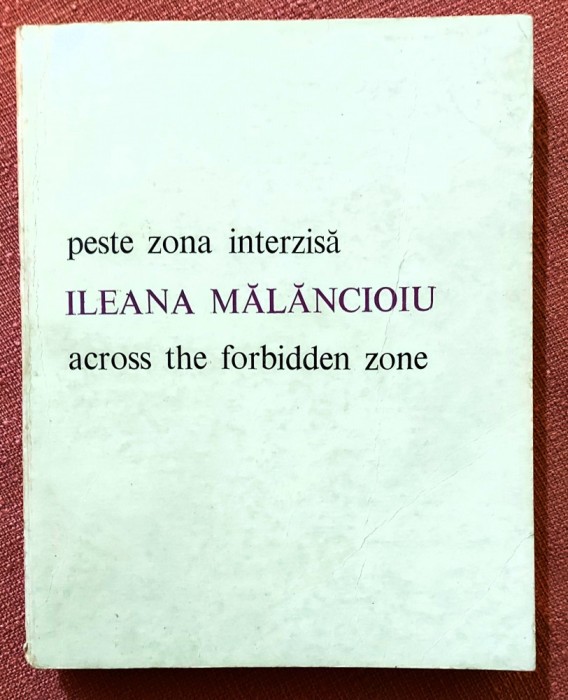 peste zona interzisă
ILEANA MĂLĂNCIOIU
across the forbidden zone